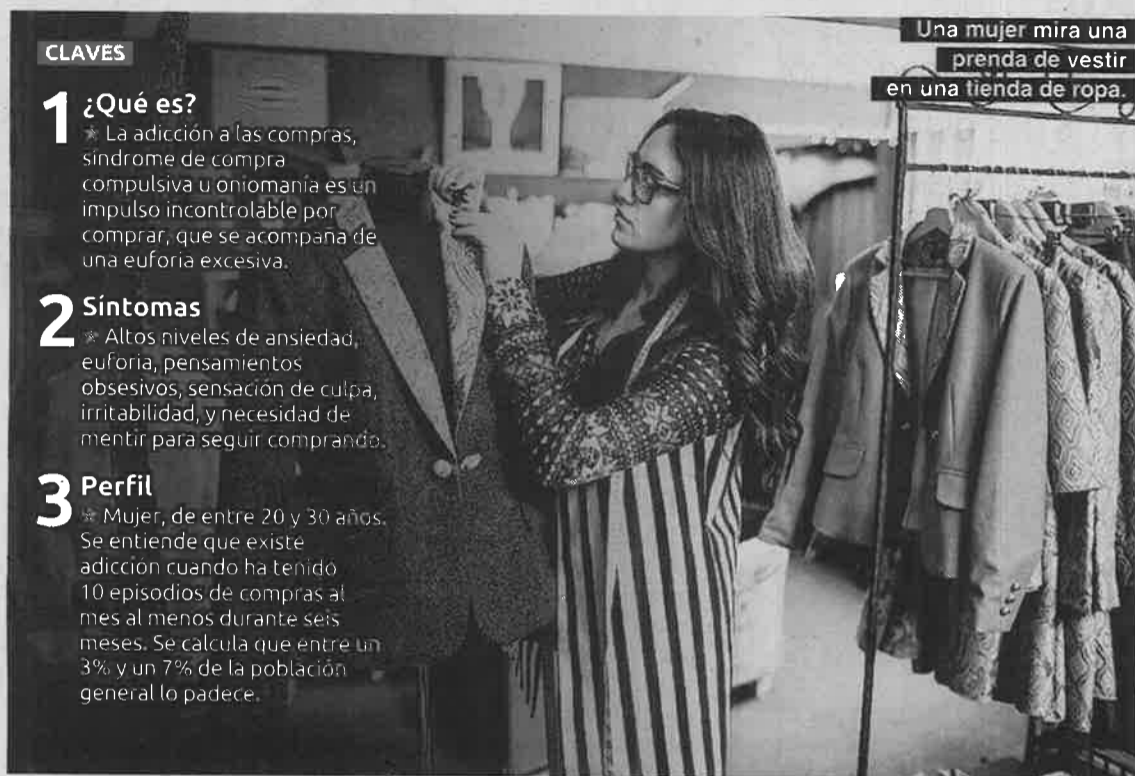 CLAVES
1 ¿Qué es?
* La adicción a las compras,
síndrome de compra
compulsiva u oniomanía es un
impulso incontrolable por
comprar, que se acompaña de
una euforia excesiva.
2 Síntomas
* Altos niveles de ansiedad,
euforia, pensamientos
obsesivos, sensación de culpa,
irritabilidad, y necesidad de
mentir para seguir comprando.
3 Perfil
* Mujer, de entre 20 y 30 años.
Se entiende que existe
adicción cuando ha tenido
10 episodios de compras al
mes al menos durante seis
meses. Se calcula que entre un
3% y un 7% de la población
general lo padece.
Una mujer mira una
prenda de vestir
en una tienda de ropa.